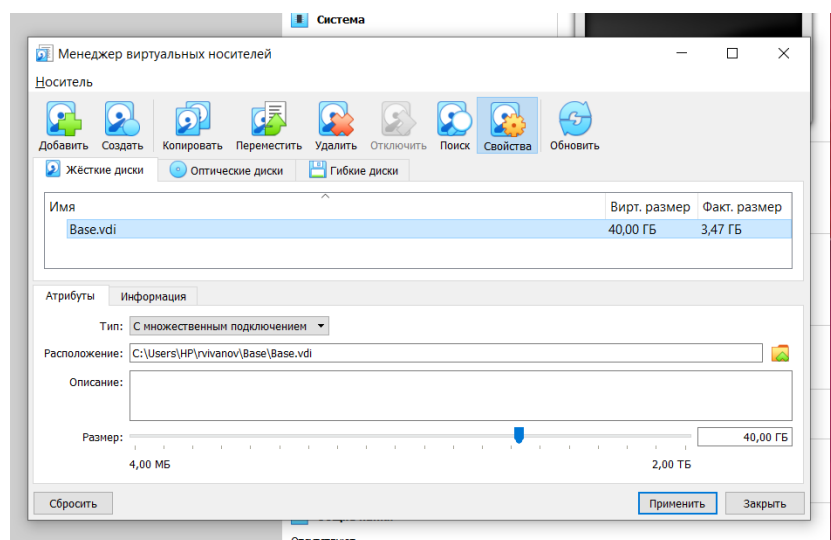 Система
Менеджер виртуальных носителей
Носитель
Добавить Создать Копировать Переместить Удалить Отключить Поиск Свойства Обновить
Жёсткие диски Оптические диски Гибкие диски
Имя Вирт. размер Факт. размер
Base.vdi 40,00 ГБ 3,47 ГБ
Атрибуты Информация
Тип: С множественным подключением
Расположение: C:\Users\HP\rvivanov\Base\Base.vdi
Описание:
Размер: 40,00 ГБ
4,00 МБ 2,00 ТБ
Сбросить Применить Закрыть